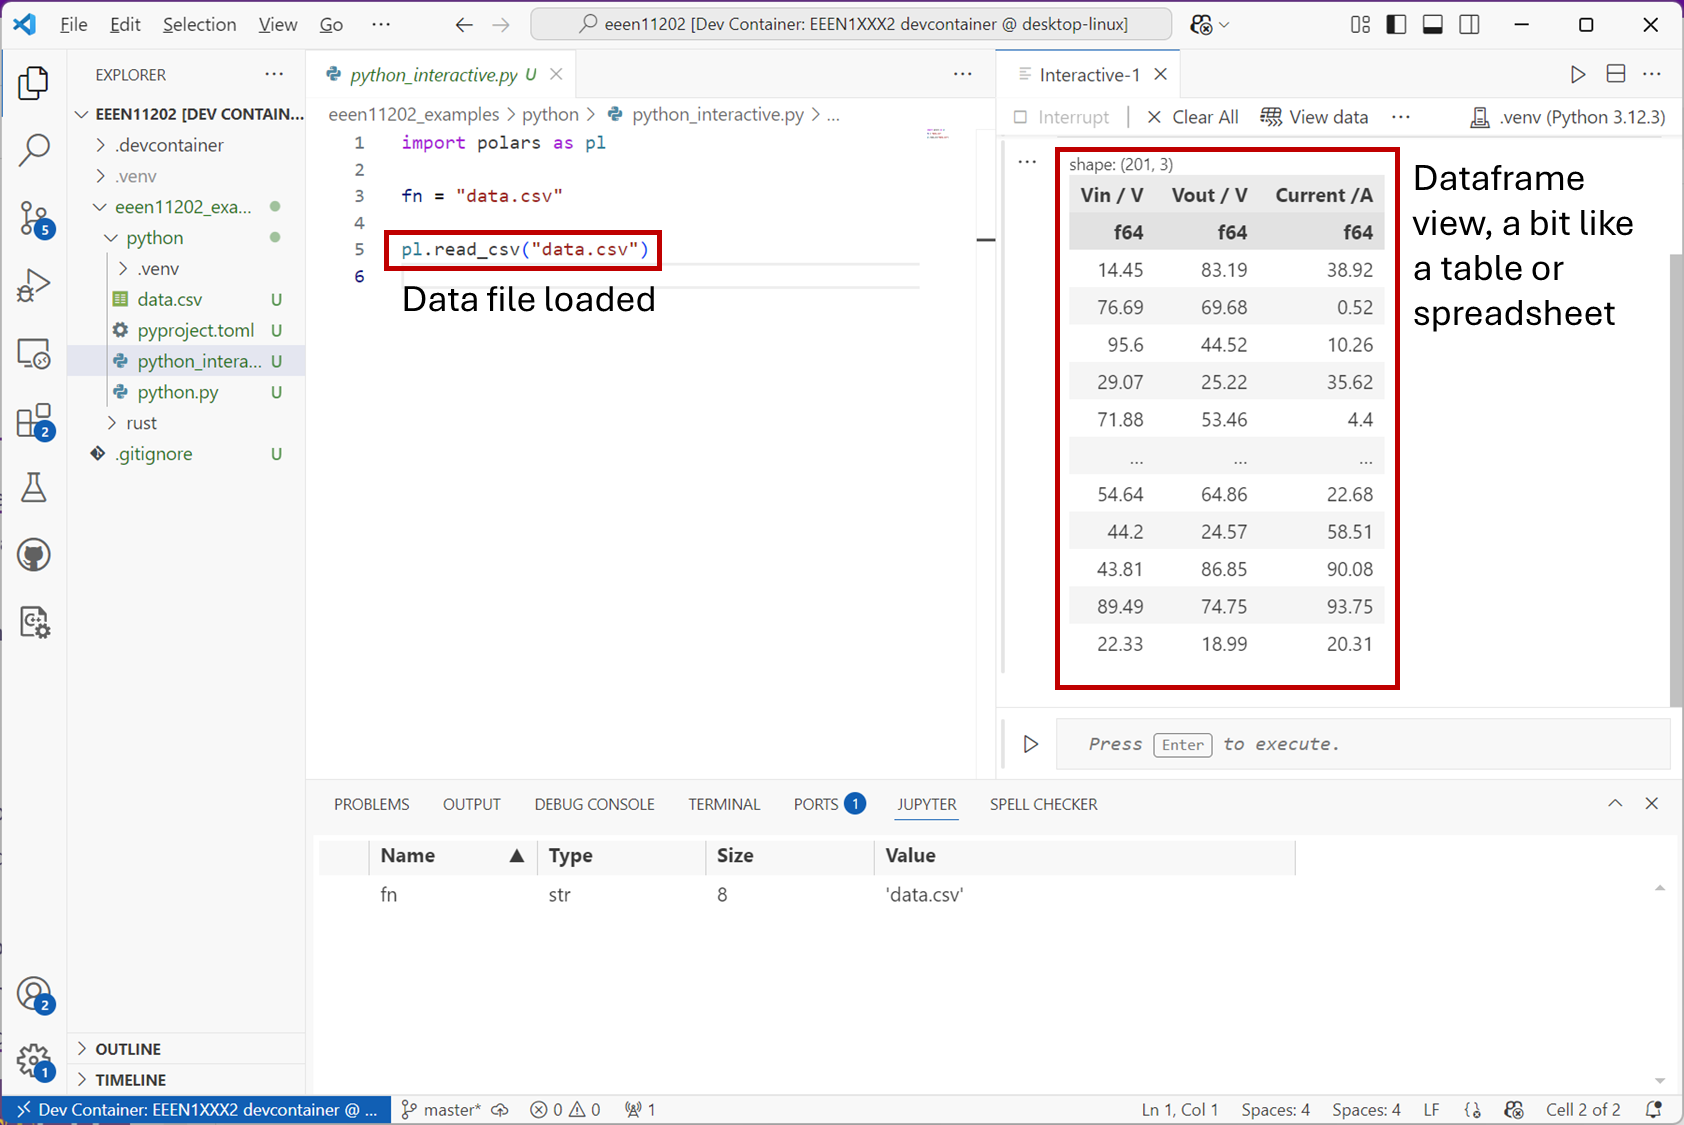 File Edit Selection View Go ··· eeen11202 [Dev Container: EEEN1XXX2 devcontainer @ desktop-linux]
EXPLORER ···
EEEN11202 [DEV CONTAIN...
.devcontainer
.venv
eeen11202_exa...
python
.venv
data.csv U
pyproject.toml U
python_intera... U
python.py U
rust
.gitignore U
OUTLINE
TIMELINE
5
2
2
1
python_interactive.py U
eeen11202_examples > python > python_interactive.py > ...
1 import polars as pl
2
3 fn = "data.csv"
4
5 pl.read_csv("data.csv")
6
Data file loaded
Interactive-1
Interrupt | Clear All View data ··· .venv (Python 3.12.3)
shape: (201, 3)
Vin / V Vout / V Current /A
f64 f64 f64
14.45 83.19 38.92
76.69 69.68 0.52
95.6 44.52 10.26
29.07 25.22 35.62
71.88 53.46 4.4
... ... ...
54.64 64.86 22.68
44.2 24.57 58.51
43.81 86.85 90.08
89.49 74.75 93.75
22.33 18.99 20.31
Dataframe
view, a bit like
a table or
spreadsheet
Press Enter to execute.
PROBLEMS OUTPUT DEBUG CONSOLE TERMINAL PORTS 1 JUPYTER SPELL CHECKER
Name Type Size Value
fn str 8 'data.csv'
Dev Container: EEEN1XXX2 devcontainer @ ... master* 0 0 1 Ln 1, Col 1 Spaces: 4 Spaces: 4 LF Cell 2 of 2